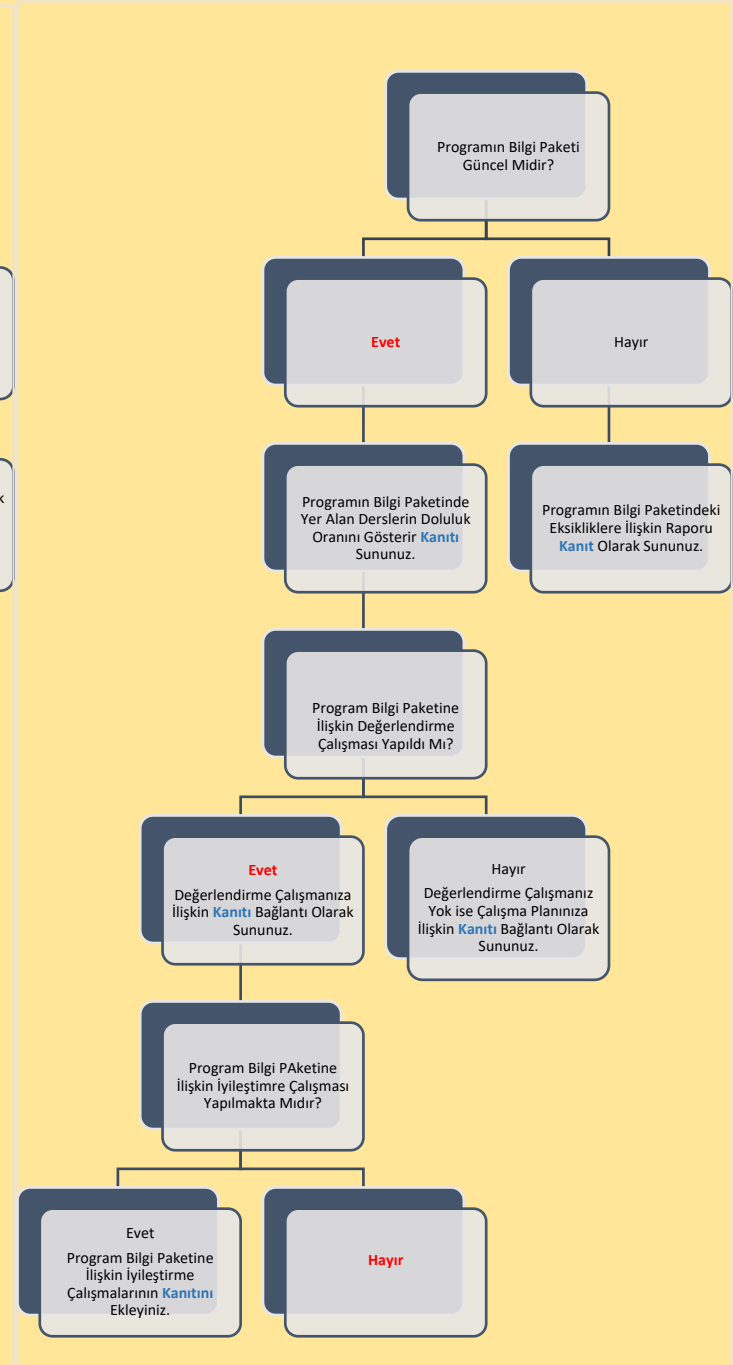 Programın Bilgi Paketi
Güncel Midir?
Evet
Hayır
Programın Bilgi Paketinde
Yer Alan Derslerin Doluluk
Oranını Gösterir Kanıtı
Sununuz.
Programın Bilgi Paketindeki
Eksikliklere İlişkin Raporu
Kanıt Olarak Sununuz.
k
Program Bilgi Paketine
İlişkin Değerlendirme
Çalışması Yapıldı Mı?
Evet
Değerlendirme Çalışmanıza
İlişkin Kanıtı Bağlantı Olarak
Sununuz.
Hayır
Değerlendirme Çalışmanız
Yok ise Çalışma Planınıza
İlişkin Kanıtı Bağlantı Olarak
Sununuz.
Program Bilgi PAketine
İlişkin İyileştimre Çalışması
Yapılmakta Mıdır?
Evet
Program Bilgi Paketine
İlişkin İyileştirme
Çalışmalarının Kanıtını
Ekleyiniz.
Hayır